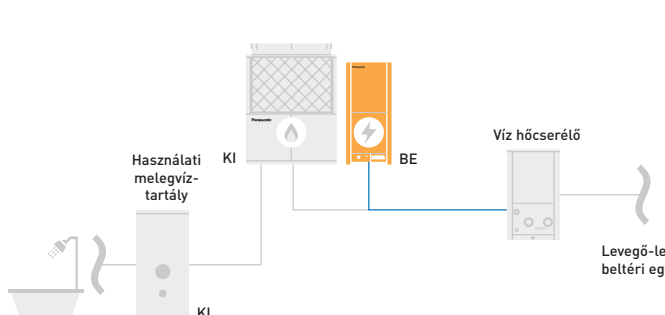 Panasonic
Panasonic
KI
BE
Víz hőcserélő
Használati
melegvíz-
tartály
Levegő-le
beltéri eg
KI